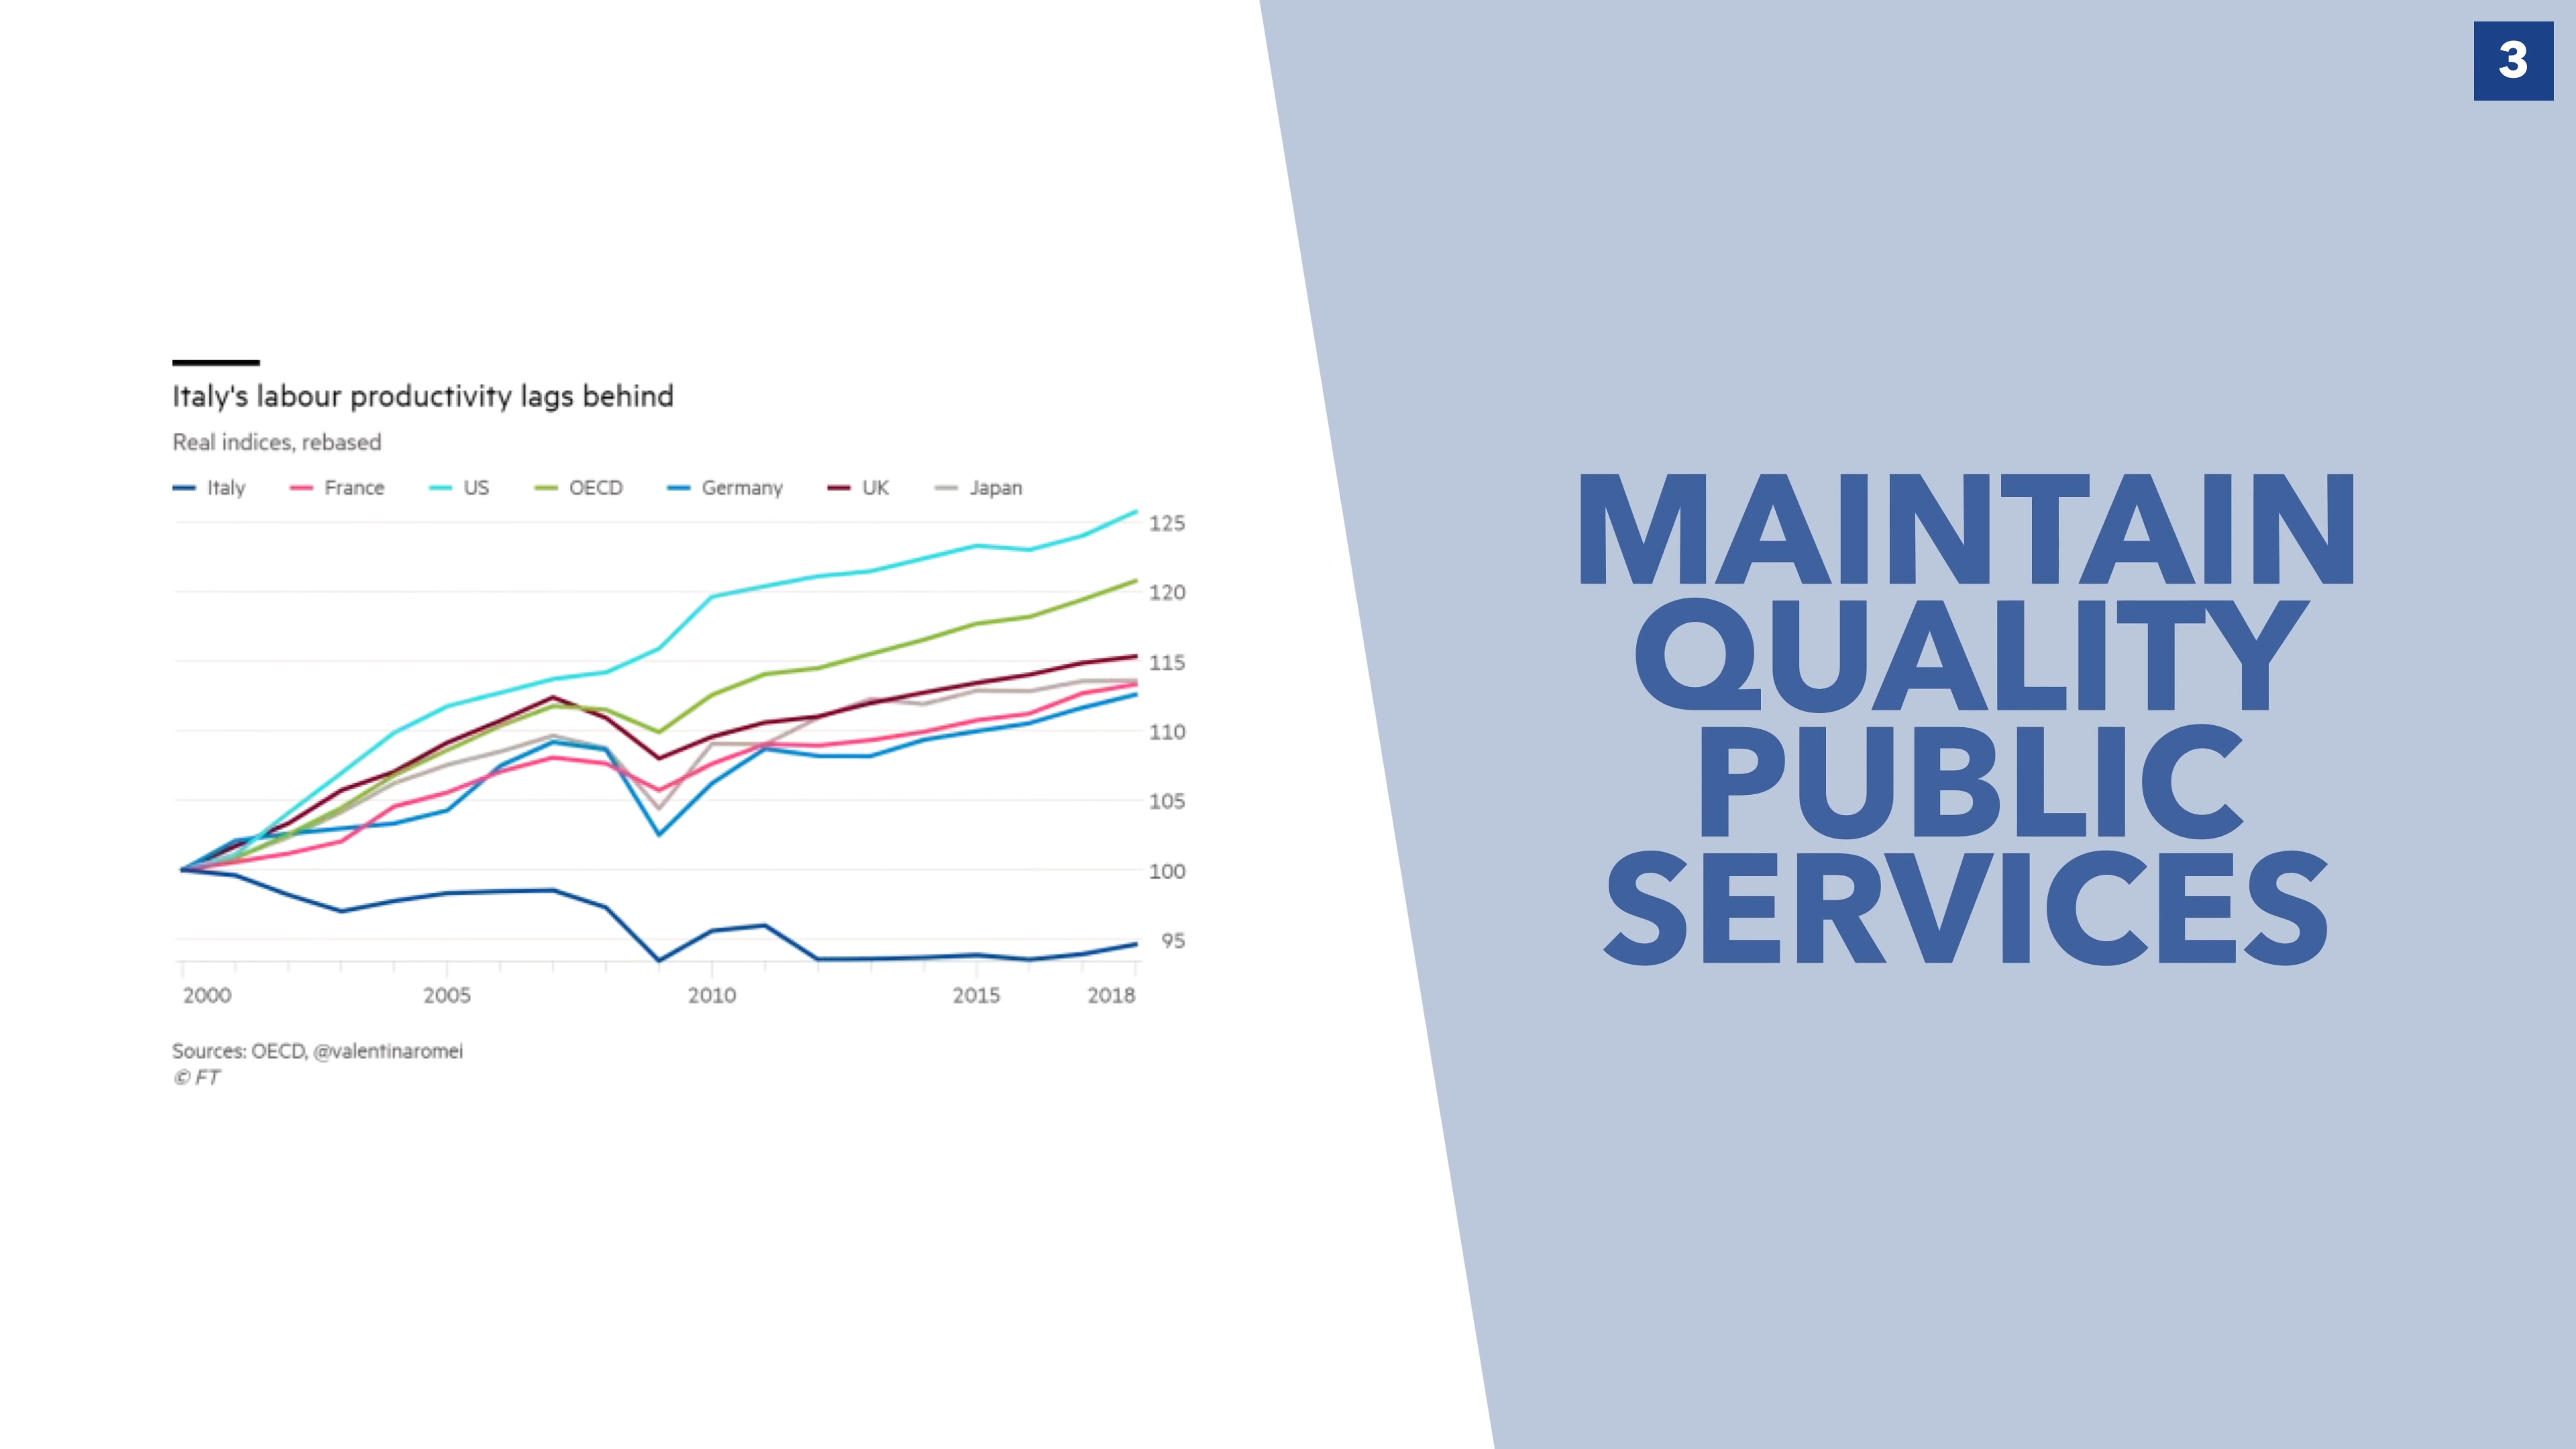 3
Italy's labour productivity lags behind
Real indices, rebased
Italy France US OECD Germany UK Japan
125
120
115
110
105
100
95
2000 2005 2010 2015 2018
Sources: OECD, @valentinaromei
© FT
MAINTAIN
QUALITY
PUBLIC
SERVICES